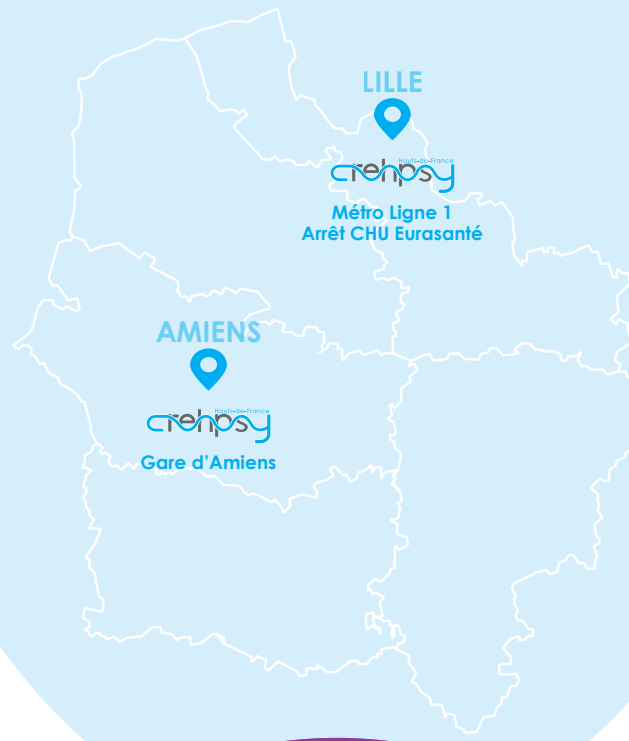 LILLE
Hauts-de-France
crehpsy
Métro Ligne 1
Arrêt CHU Eurasanté
AMIENS
Hauts-de-France
crehpsy
Gare d'Amiens